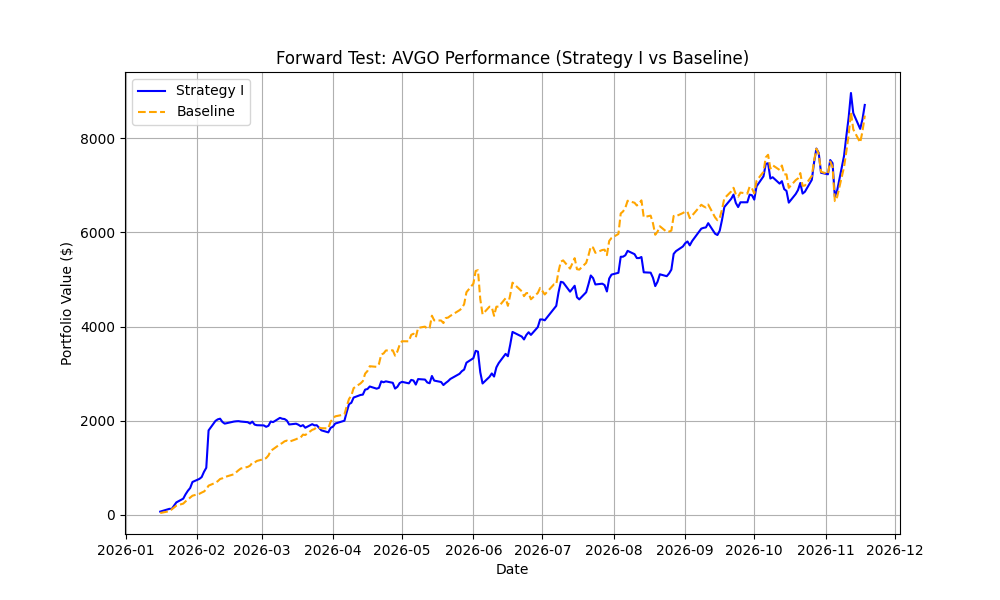 Forward Test: AVGO Performance (Strategy I vs Baseline)
Strategy I
Baseline
Portfolio Value ($)
8000
6000
4000
2000
0
2026-01 2026-02 2026-03 2026-04 2026-05 2026-06 2026-07 2026-08 2026-09 2026-10 2026-11 2026-12
Date